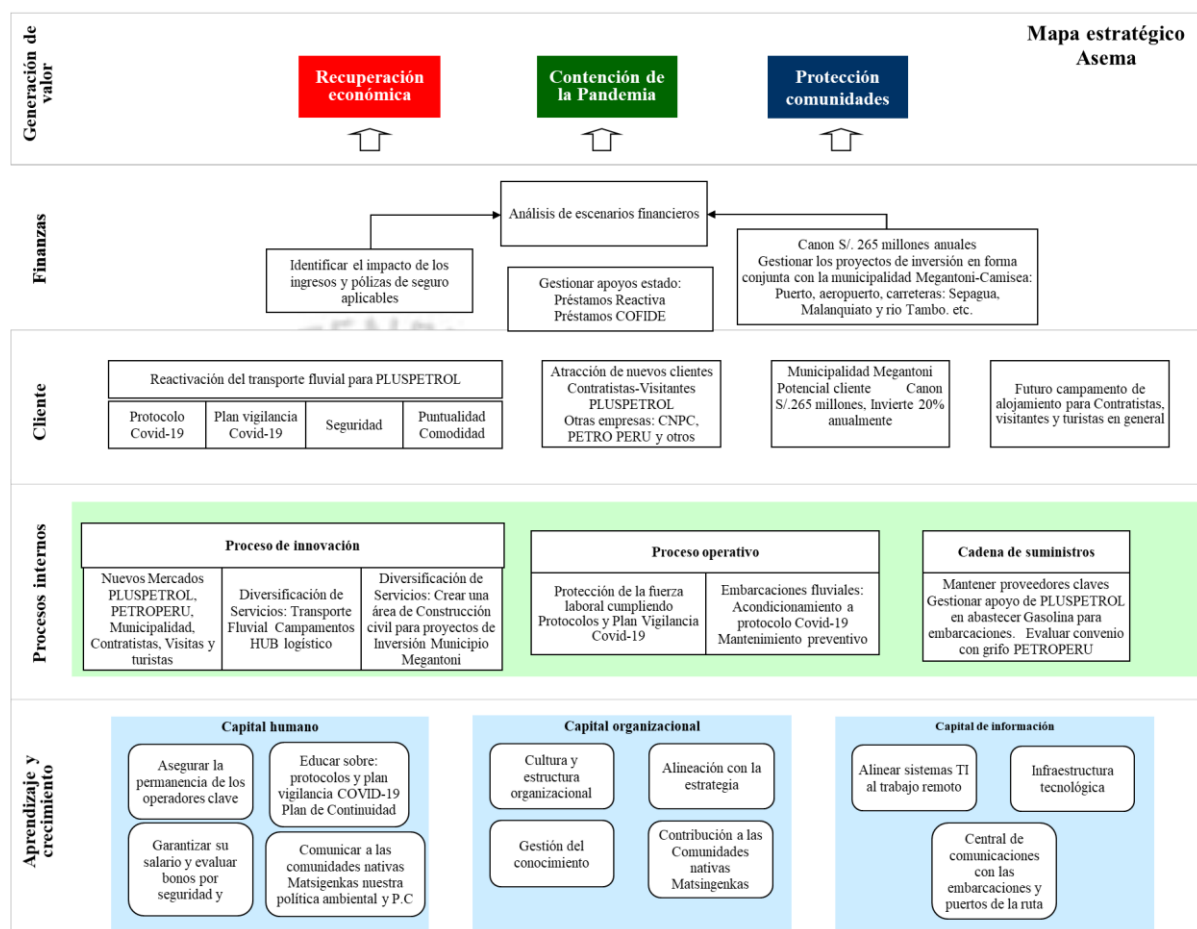 Mapa estratégico
Asema
Generación de
valor
Recuperación
económica
Contención de
la Pandemia
Protección
comunidades
Finanzas
Análisis de escenarios financieros
Identificar el impacto de los
ingresos y pólizas de seguro
aplicables
Gestionar apoyos estado:
Préstamos Reactiva
Préstamos COFIDE
Canon S/. 265 millones anuales
Gestionar los proyectos de inversión en forma
conjunta con la municipalidad Megantoni-Camisea:
Puerto, aeropuerto, carreteras: Sepagua,
Malanquiato y rio Tambo. etc.
Cliente
Reactivación del transporte fluvial para PLUSPETROL
Protocolo
Covid-19
Plan vigilancia
Covid-19
Seguridad
Puntualidad
Comodidad
Atracción de nuevos clientes
Contratistas-Visitantes
PLUSPETROL
Otras empresas: CNPC,
PETRO PERU y otros
Municipalidad Megantoni
Potencial cliente Canon
S/.265 millones, Invierte 20%
anualmente
Futuro campamento de
alojamiento para Contratistas,
visitantes y turistas en general
Procesos internos
Proceso de innovación
Nuevos Mercados
PLUSPETROL,
PETROPERU,
Municipalidad,
Contratistas, Visitas y
turistas
Diversificación de
Servicios: Transporte
Fluvial Campamentos
HUB logístico
Diversificación de
Servicios: Crear una
área de Construcción
civil para proyectos de
Inversión Municipio
Megantoni
Proceso operativo
Protección de la fuerza
laboral cumpliendo
Protocolos y Plan Vigilancia
Covid-19
Embarcaciones fluviales:
Acondicionamiento a
protocolo Covid-19
Mantenimiento preventivo
Cadena de suministros
Mantener proveedores claves
Gestionar apoyo de PLUSPETROL
en abastecer Gasolina para
embarcaciones. Evaluar convenio
con grifo PETROPERU
Aprendizaje y
crecimiento
Capital humano
Asegurar la
permanencia de los
operadores clave
Educar sobre:
protocolos y plan
vigilancia COVID-19
Plan de Continuidad
Garantizar su
salario y evaluar
bonos por
seguridad y
Comunicar a las
comunidades nativas
Matsigenkas nuestra
política ambiental y P.C
Capital organizacional
Cultura y
estructura
organizacional
Alineación con la
estrategia
Gestión del
conocimiento
Contribución a las
Comunidades
nativas
Matsingenkas
Capital de información
Alinear sistemas TI
al trabajo remoto
Infraestructura
tecnológica
Central de
comunicaciones
con las
embarcaciones y
puertos de la ruta